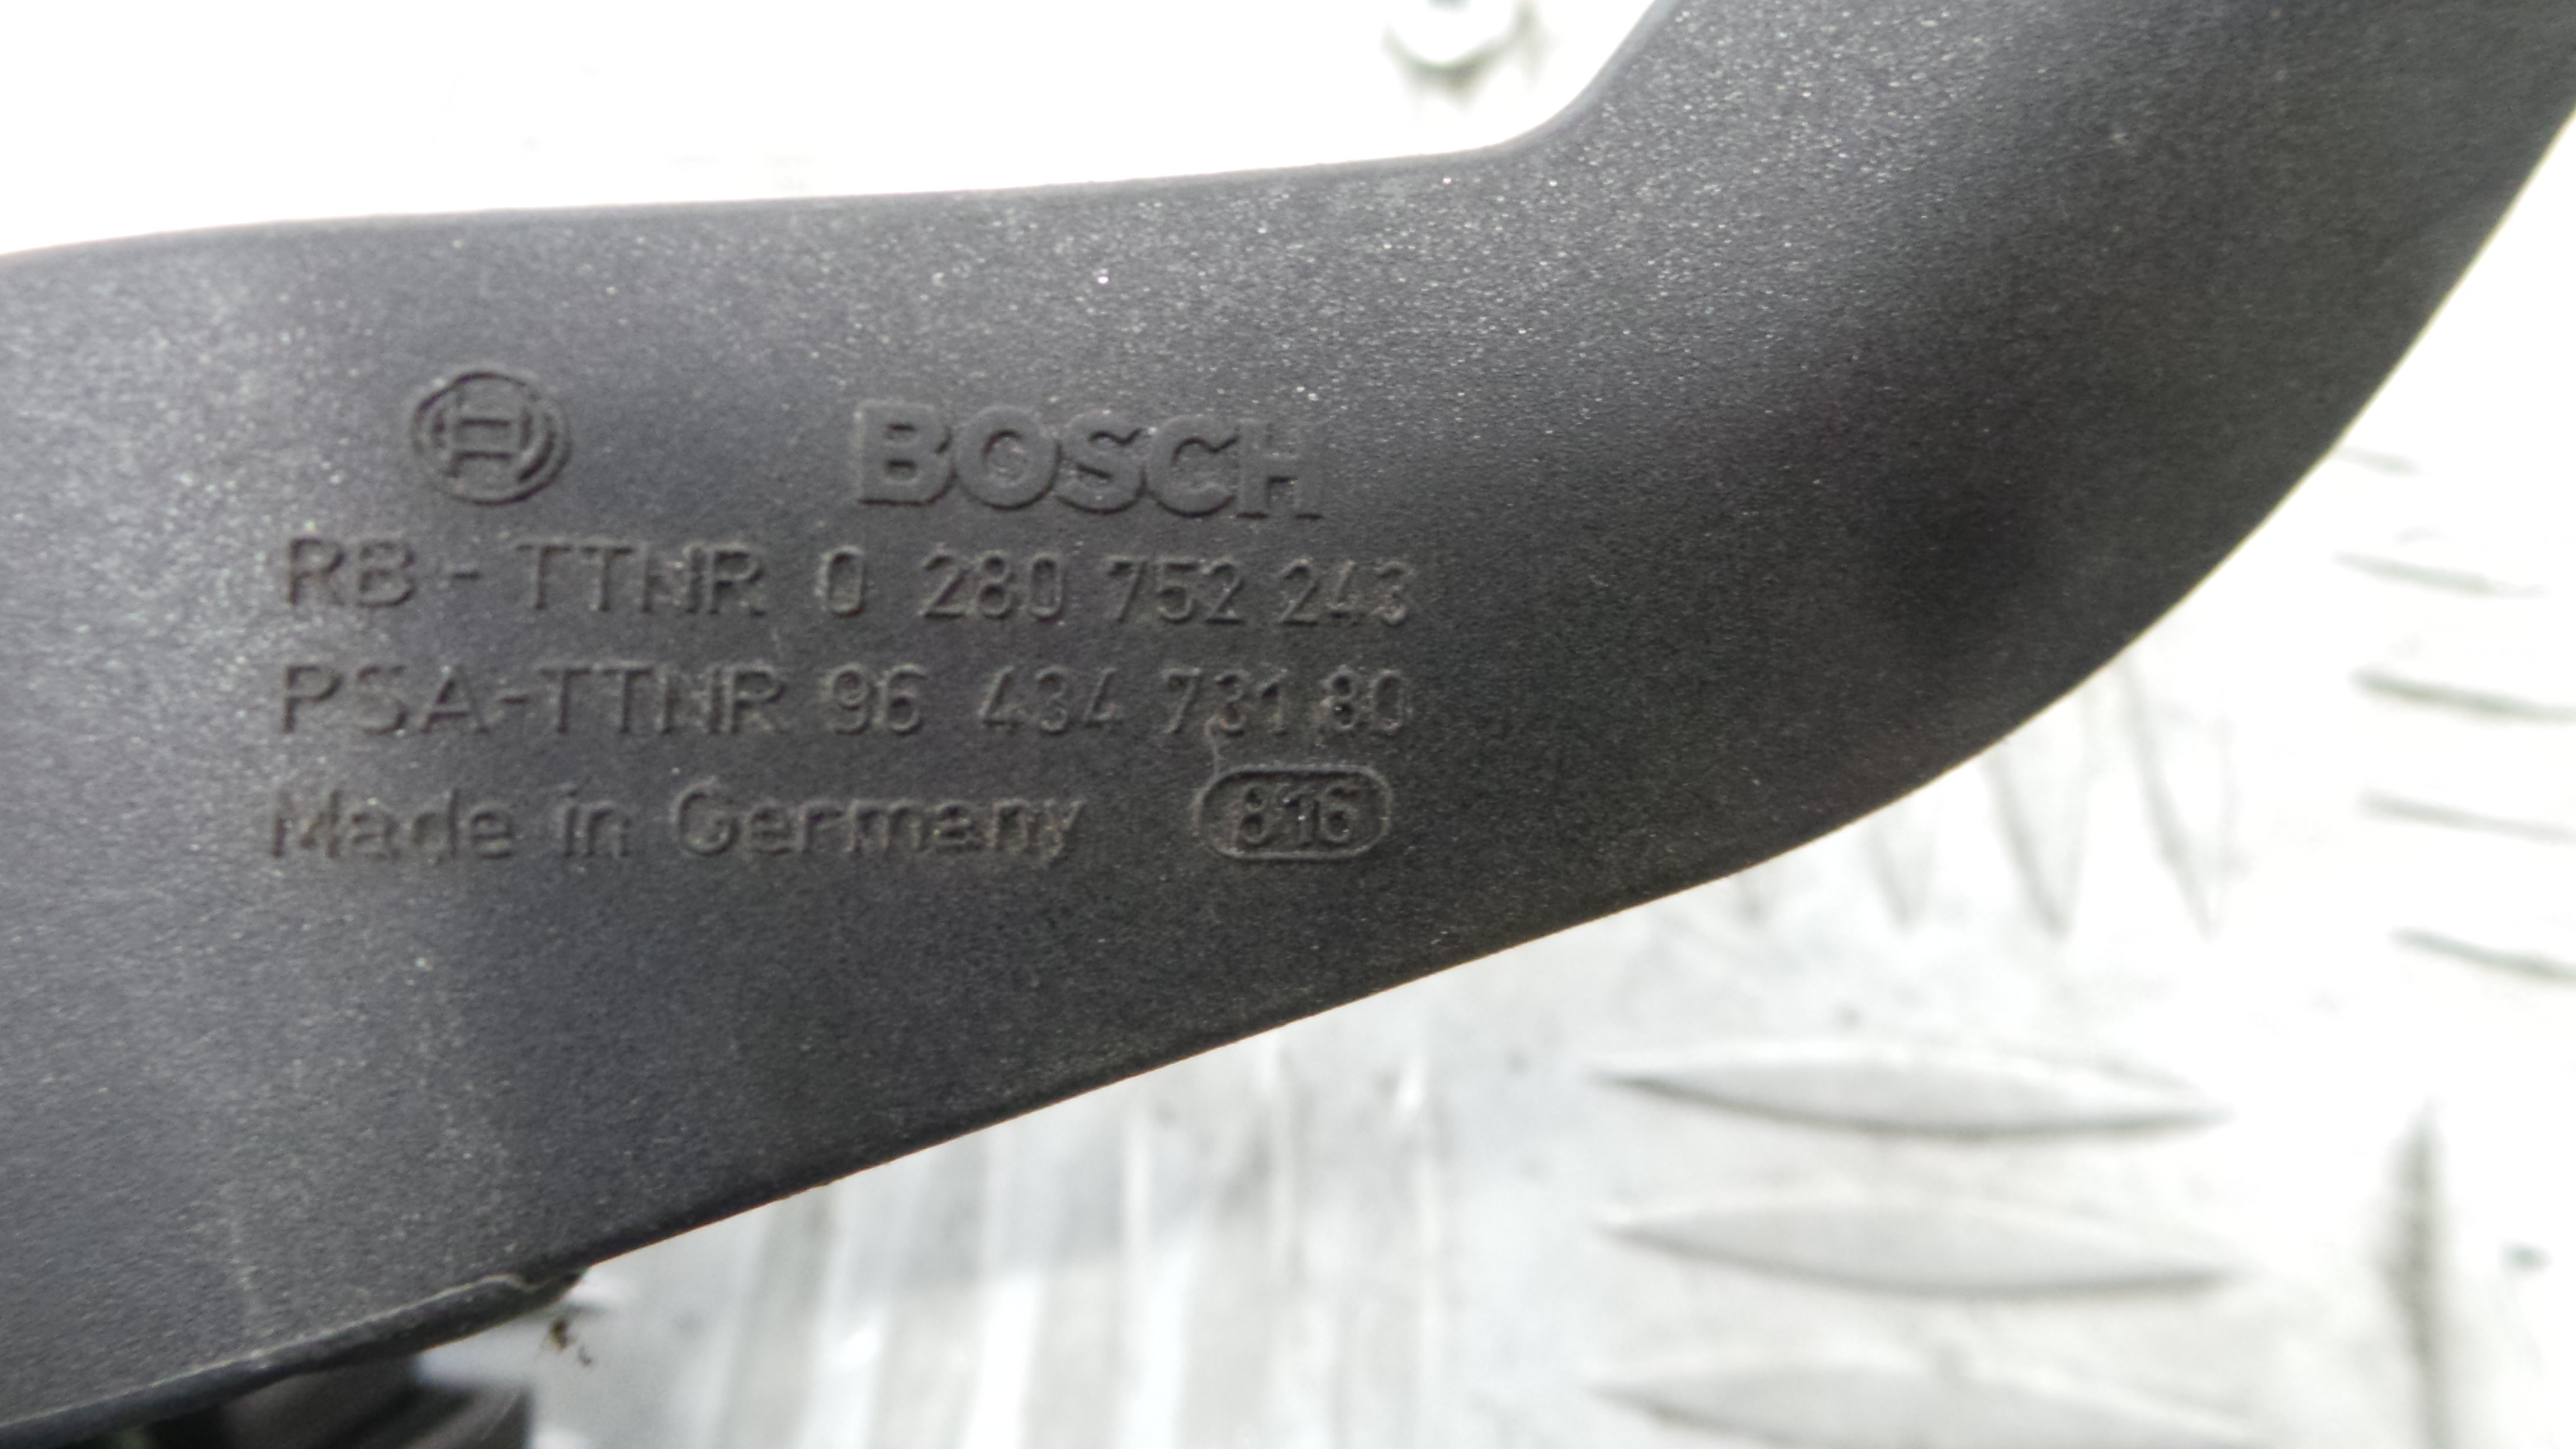 BOSCH
RB - TTNR 0 280 752 243
PSA-TTNR 96 434 731 80
Made in Germany 816